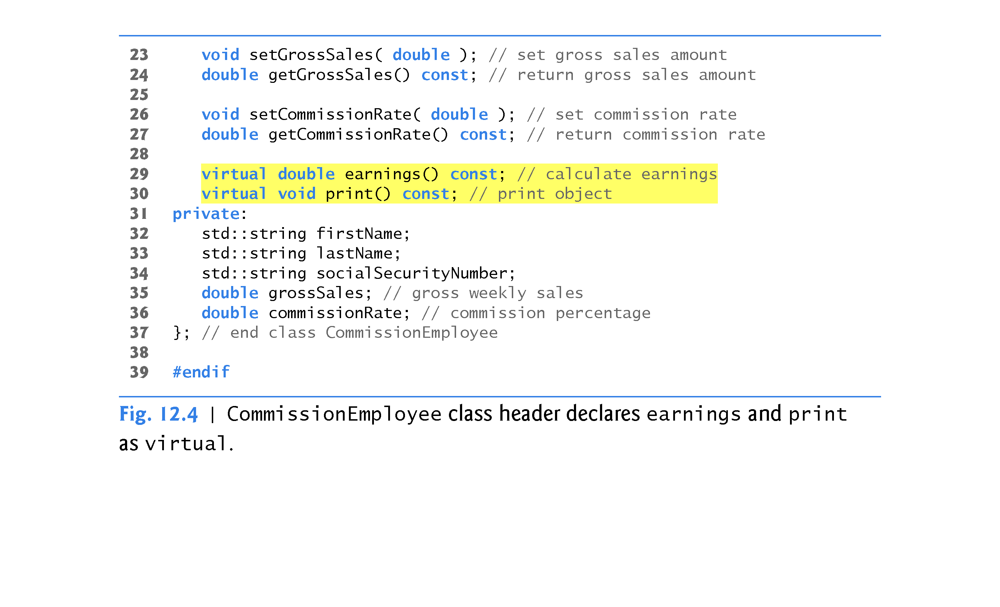 23 void setGrossSales( double ); // set gross sales amount
24 double getGrossSales() const; // return gross sales amount
25
26 void setCommissionRate( double ); // set commission rate
27 double getCommissionRate() const; // return commission rate
28
29 virtual double earnings() const; // calculate earnings
30 virtual void print() const; // print object
31 private:
32 std::string firstName;
33 std::string lastName;
34 std::string socialSecurityNumber;
35 double grossSales; // gross weekly sales
36 double commissionRate; // commission percentage
37 }; // end class CommissionEmployee
38
39 #endif
Fig. 12.4 | CommissionEmployee class header declares earnings and print
as virtual.